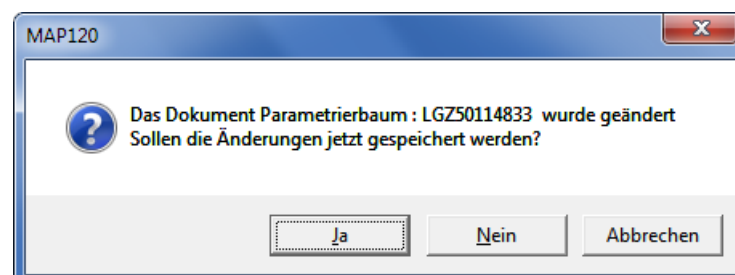 MAP120
Das Dokument Parametrierbaum : LGZ50114833 wurde geändert
Sollen die Änderungen jetzt gespeichert werden?
Ja Nein Abbrechen